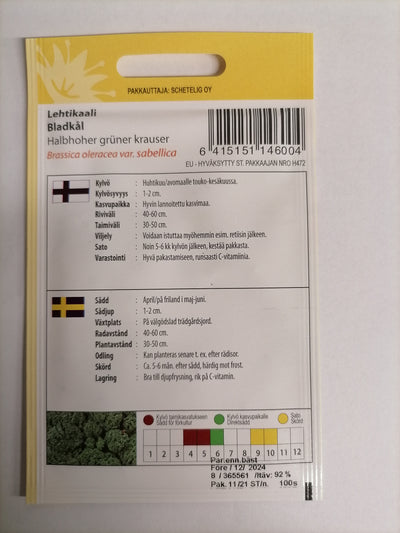 PAKKAUTTAJA: SCHETELIG OY
Lehtikaali
Bladkål
Halbhoher grüner krauser
Brassica oleracea var. sabellica
6 415151 146004
EU - HYVÄKSYTTY ST. PAKKAAJAN NRO H472
Kylvö : Huhtikuu/avomaalle touko-kesäkuussa.
Kylvösyvyys : 1-2 cm.
Kasvupaikka : Hyvin lannoitettu kasvimaa.
Riviväli : 40-60 cm.
Taimiväli : 30-50 cm.
Viljely : Voidaan istuttaa myöhemmin esim. retiisin jälkeen.
Sato : Noin 5-6 kk kylvön jälkeen, kestää pakkasta.
Varastointi : Hyvä pakastamiseen, runsaasti C-vitamiinia.
Sådd : April/på friland i maj-juni.
Sådjup : 1-2 cm.
Växtplats : På välgödslad trädgårdsjord.
Radavstånd : 40-60 cm.
Plantavstånd : 30-50 cm.
Odling : Kan planteras senare t. ex. efter rädisor.
Skörd : Ca. 5-6 mån. efter sådd, härdig mot frost.
Lagring : Bra till djupfrysning, rik på C-vitamin.
Kylvö taimikasvatukseen
Sådd för förkultur
Kylvö kasvupaikalle
Direktsådd
Sato
Skörd
1 2 3 4 5 6 7 8 9 10 11 12
Par.enn.bäst
Före / 12/ 2024
8 / 365561 /Itäv: 92 %
Pak. 11/21 ST/n. 100s